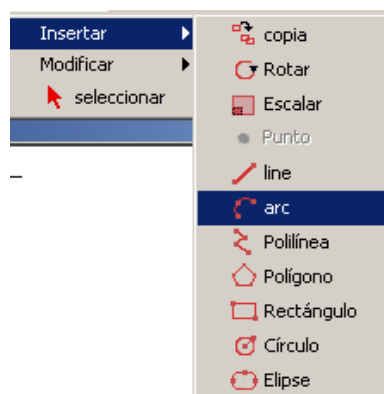 Insertar
Modificar
seleccionar
copia
Rotar
Escalar
Punto
line
arc
Polilínea
Polígono
Rectángulo
Círculo
Elipse